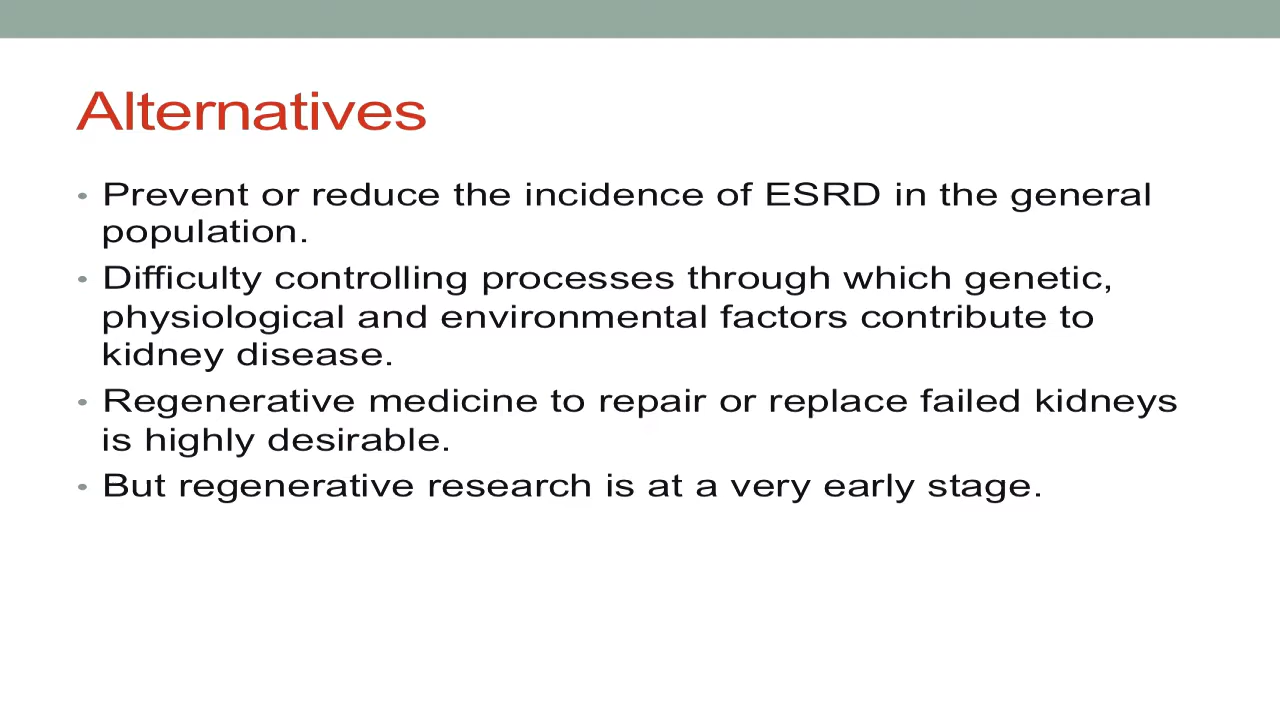 Alternatives
• Prevent or reduce the incidence of ESRD in the general
population.
• Difficulty controlling processes through which genetic,
physiological and environmental factors contribute to
kidney disease.
• Regenerative medicine to repair or replace failed kidneys
is highly desirable.
• But regenerative research is at a very early stage.